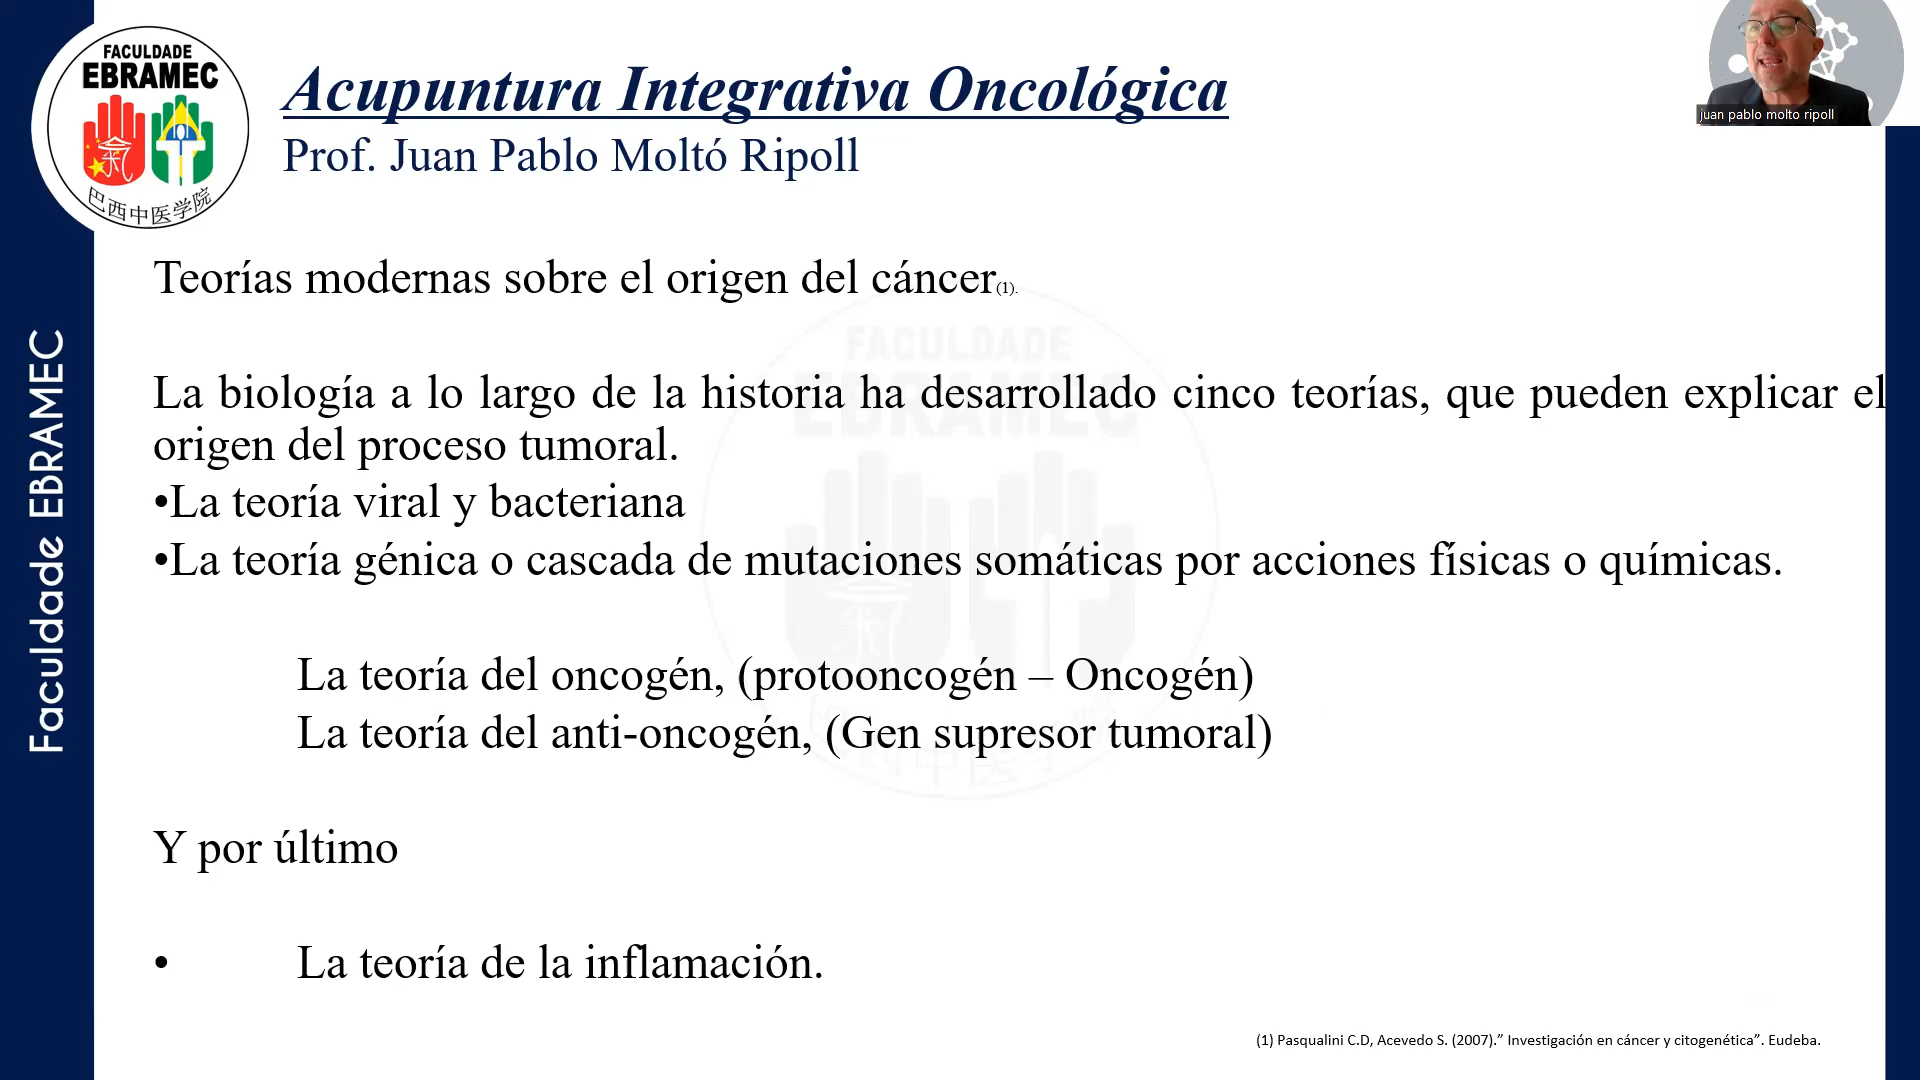 FACULDADE
EBRAMEC
巴西中医学院
Acupuntura Integrativa Oncológica
Prof. Juan Pablo Moltó Ripoll
juan pablo molto ripoll
Faculdade EBRAMEC
Teorías modernas sobre el origen del cáncer(1).
La biología a lo largo de la historia ha desarrollado cinco teorías, que pueden explicar el
origen del proceso tumoral.
•La teoría viral y bacteriana
•La teoría génica o cascada de mutaciones somáticas por acciones físicas o químicas.
La teoría del oncogén, (protooncogén – Oncogén)
La teoría del anti-oncogén, (Gen supresor tumoral)
Y por último
• La teoría de la inflamación.
FACULDADE
EBRAMEC
(1) Pasqualini C.D, Acevedo S. (2007).” Investigación en cáncer y citogenética”. Eudeba.